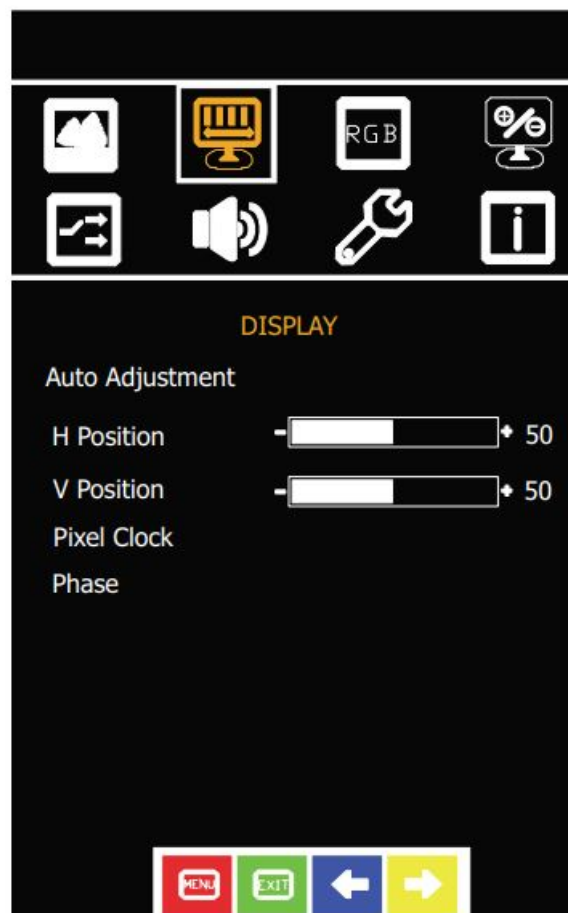 RGB
DISPLAY
Auto Adjustment
H Position - + 50
V Position - + 50
Pixel Clock
Phase
MENU EXIT